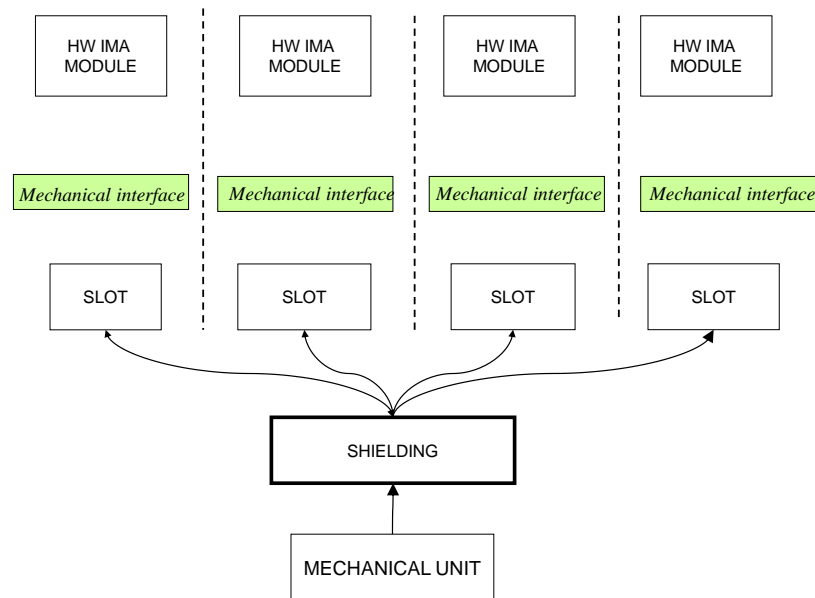 HW IMA
MODULE
HW IMA
MODULE
HW IMA
MODULE
HW IMA
MODULE
Mechanical interface
Mechanical interface
Mechanical interface
Mechanical interface
SLOT
SLOT
SLOT
SLOT
SHIELDING
MECHANICAL UNIT